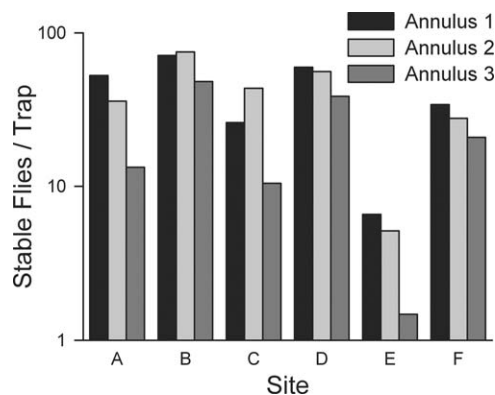 100
10
1
Stable Flies / Trap
Annulus 1
Annulus 2
Annulus 3
A B C D E F
Site